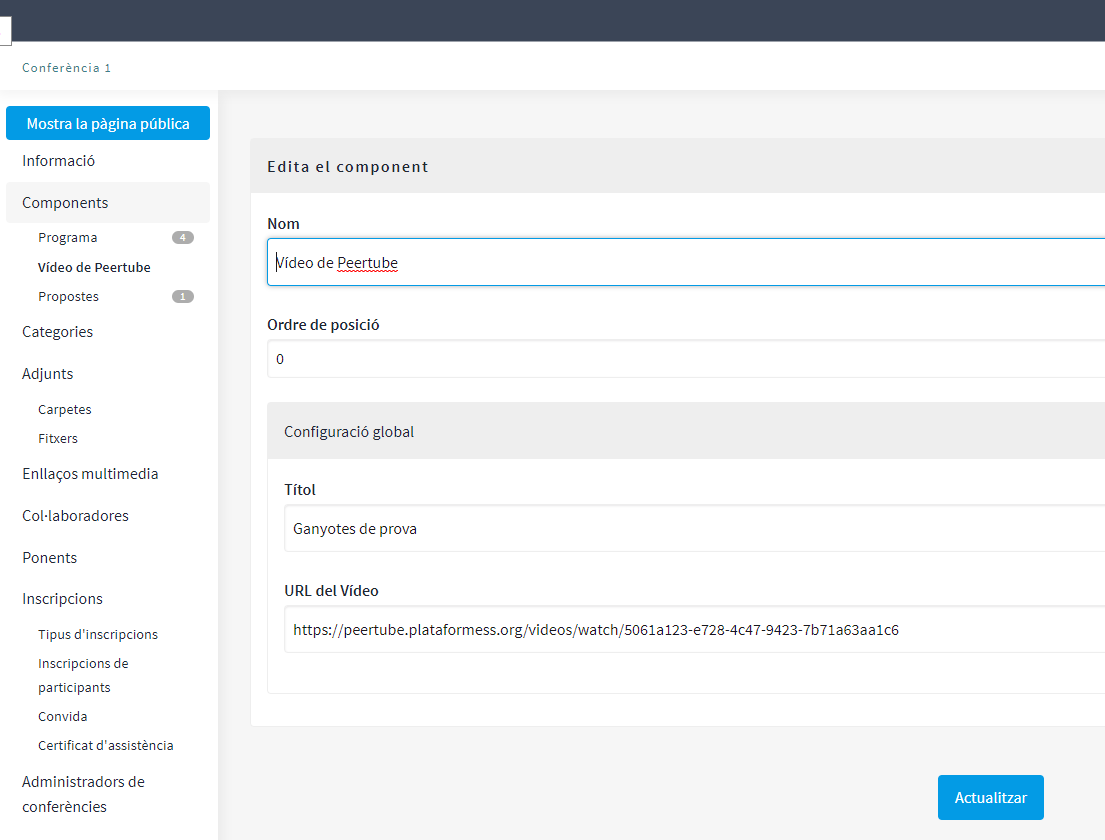 Conferència 1
Mostra la pàgina pública
Informació
Components
Programa 4
Vídeo de Peertube
Propostes 1
Categories
Adjunts
Carpetes
Fitxers
Enllaços multimedia
Col·laboradores
Ponents
Inscripcions
Tipus d'inscripcions
Inscripcions de
participants
Convida
Certificat d'assistència
Administradors de
conferències
Edita el component
Nom
Vídeo de Peertube
Ordre de posició
0
Configuració global
Títol
Ganyotes de prova
URL del Vídeo
https://peertube.plataformess.org/videos/watch/5061a123-e728-4c47-9423-7b71a63aa1c6
Actualitzar